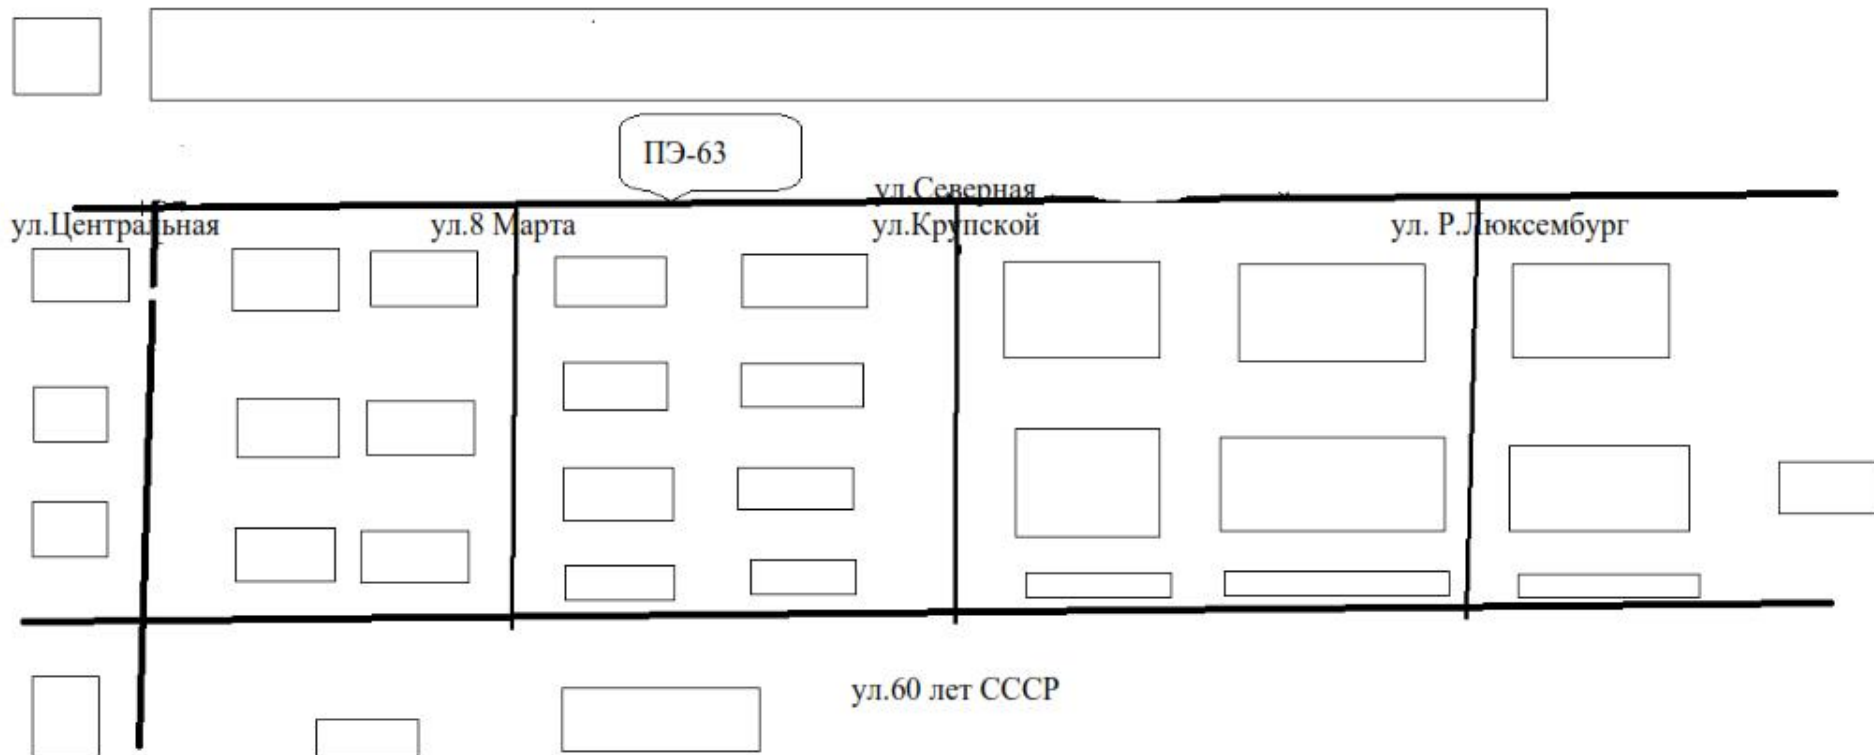 ПЭ-63
ул.Северная
ул.Центральная
ул.8 Марта
ул.Крупской
ул. Р.Люксембург
ул.60 лет СССР